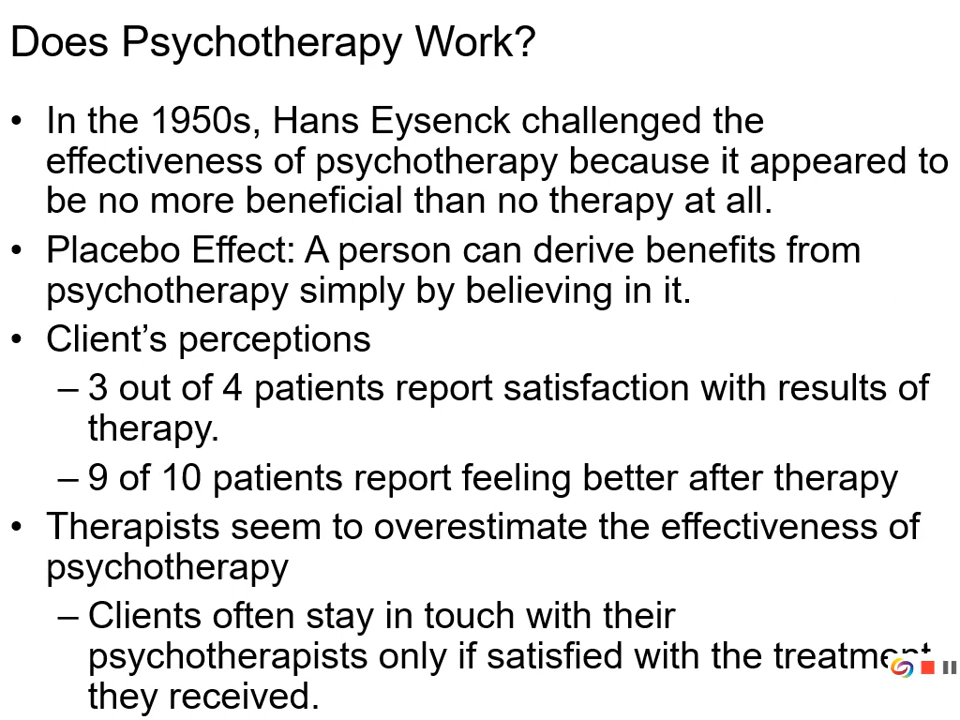 Does Psychotherapy Work?
• In the 1950s, Hans Eysenck challenged the
effectiveness of psychotherapy because it appeared to
be no more beneficial than no therapy at all.
• Placebo Effect: A person can derive benefits from
psychotherapy simply by believing in it.
• Client’s perceptions
– 3 out of 4 patients report satisfaction with results of
therapy.
– 9 of 10 patients report feeling better after therapy
• Therapists seem to overestimate the effectiveness of
psychotherapy
– Clients often stay in touch with their
psychotherapists only if satisfied with the treatment
they received.